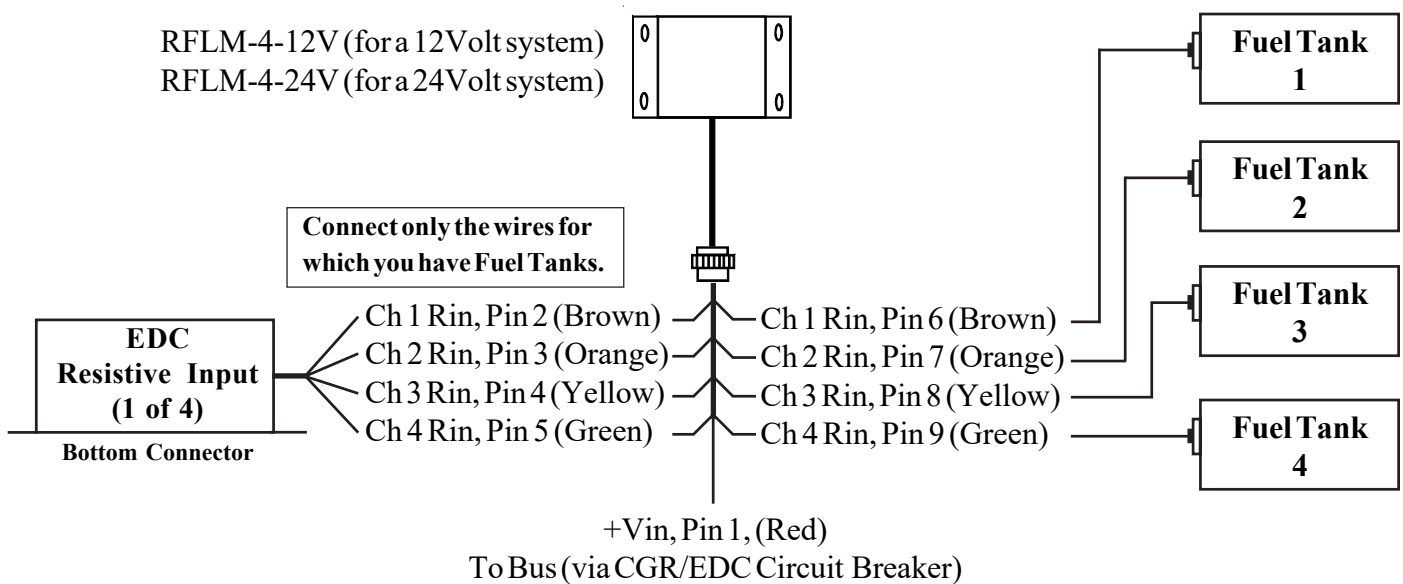 RFLM-4-12V (for a 12Volt system)
RFLM-4-24V (for a 24Volt system)
Fuel Tank
1
Fuel Tank
2
Connect only the wires for
which you have Fuel Tanks.
Fuel Tank
3
EDC
Resistive Input
(1 of 4)
Bottom Connector
Ch 1 Rin, Pin 2 (Brown)
Ch 2 Rin, Pin 3 (Orange)
Ch 3 Rin, Pin 4 (Yellow)
Ch 4 Rin, Pin 5 (Green)
Ch 1 Rin, Pin 6 (Brown)
Ch 2 Rin, Pin 7 (Orange)
Ch 3 Rin, Pin 8 (Yellow)
Ch 4 Rin, Pin 9 (Green)
Fuel Tank
4
+Vin, Pin 1, (Red)
To Bus (via CGR/EDC Circuit Breaker)